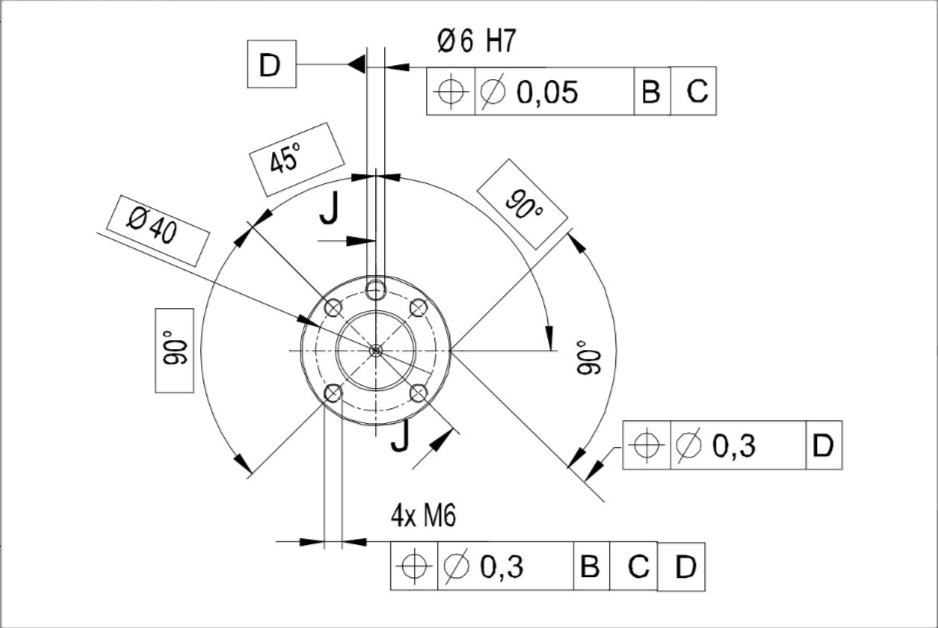 Ø6 H7
D
⌖ ⌀ 0,05 B C
45°
90°
J
Ø40
90°
90°
J
⌖ ⌀ 0,3 D
4x M6
⌖ ⌀ 0,3 B C D